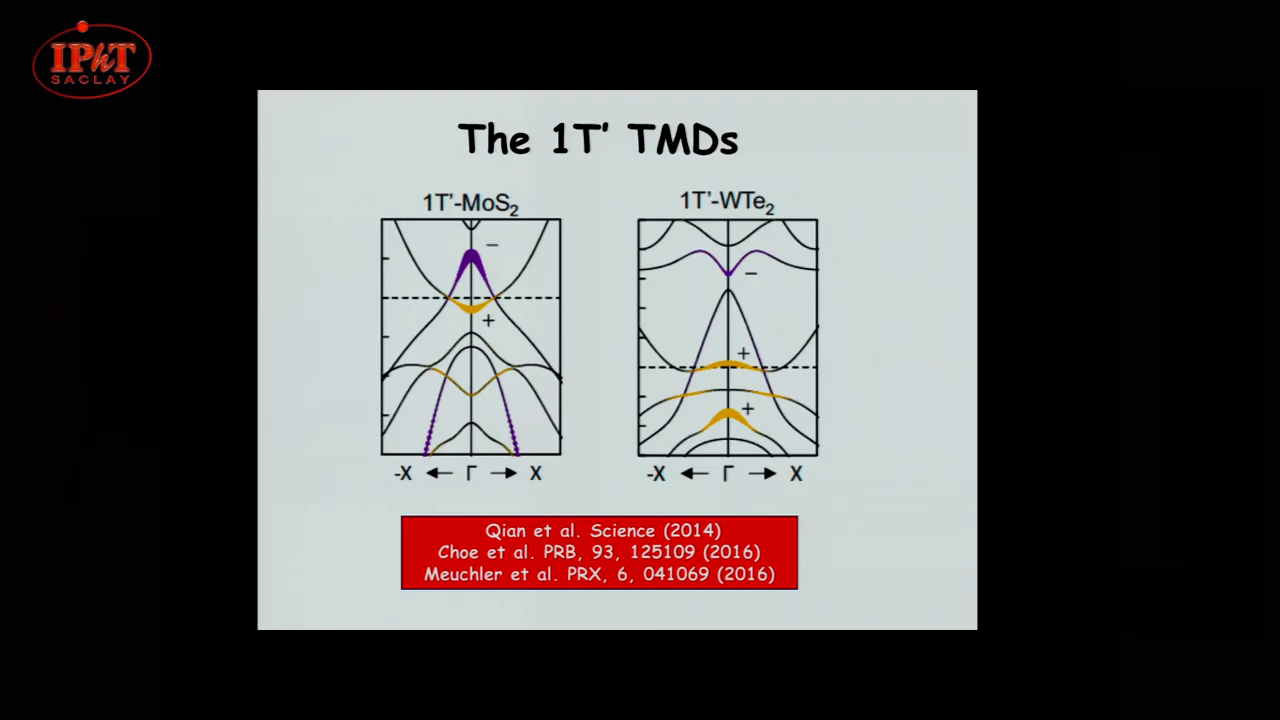 IPhT
SACLAY
The 1T’ TMDs
1T’-MoS2
1T’-WTe2
−
+
−
+
+
-X ← Γ → X
-X ← Γ → X
Qian et al. Science (2014)
Choe et al. PRB, 93, 125109 (2016)
Meuchler et al. PRX, 6, 041069 (2016)